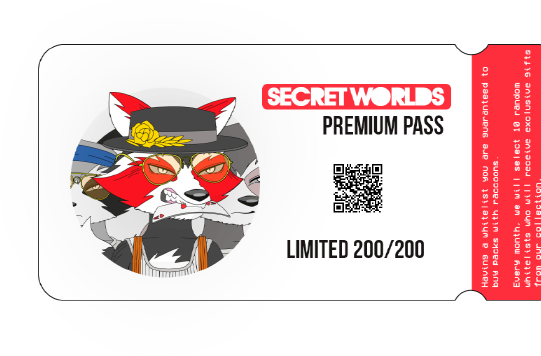 SECRET WORLDS
PREMIUM PASS
LIMITED 200/200
Having a whitelist you are guaranteed to
buy packs with raccoons.
Every month, we will select 10 random
whitelists who will receive exclusive gifts
from our collection.